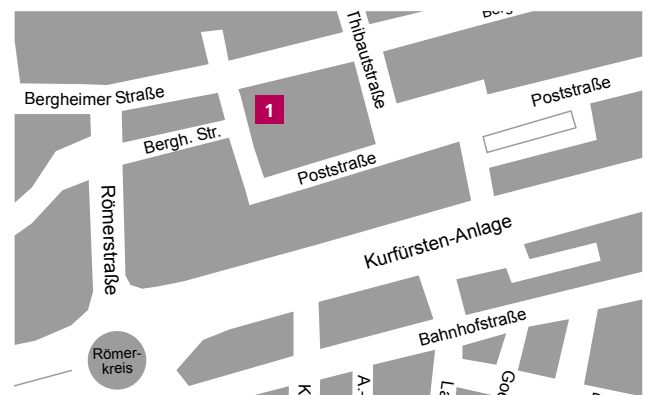 Thibautstraße
Bergheimer Straße
1
Poststraße
Bergh. Str.
Poststraße
Römerstraße
Kurfürsten-Anlage
Bahnhofstraße
Römer-
kreis